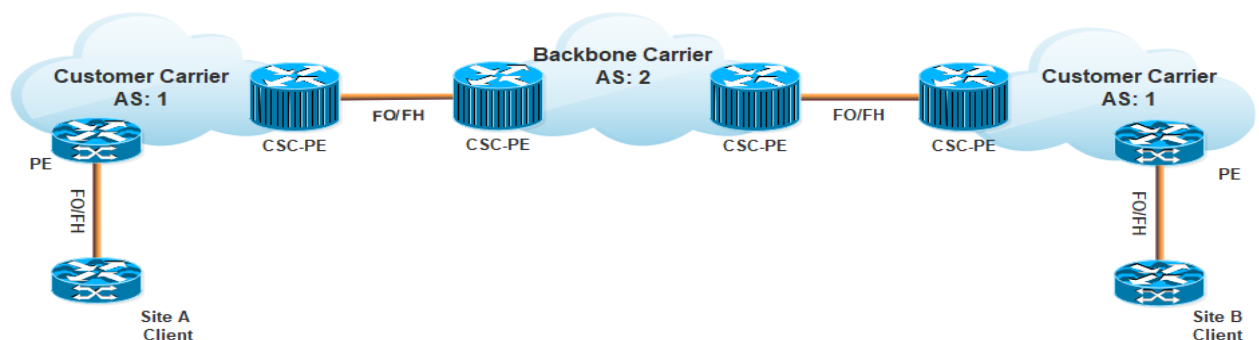 Customer Carrier
AS: 1
Backbone Carrier
AS: 2
Customer Carrier
AS: 1
FO/FH
FO/FH
CSC-PE
CSC-PE
CSC-PE
CSC-PE
PE
PE
FO/FH
FO/FH
Site A
Client
Site B
Client